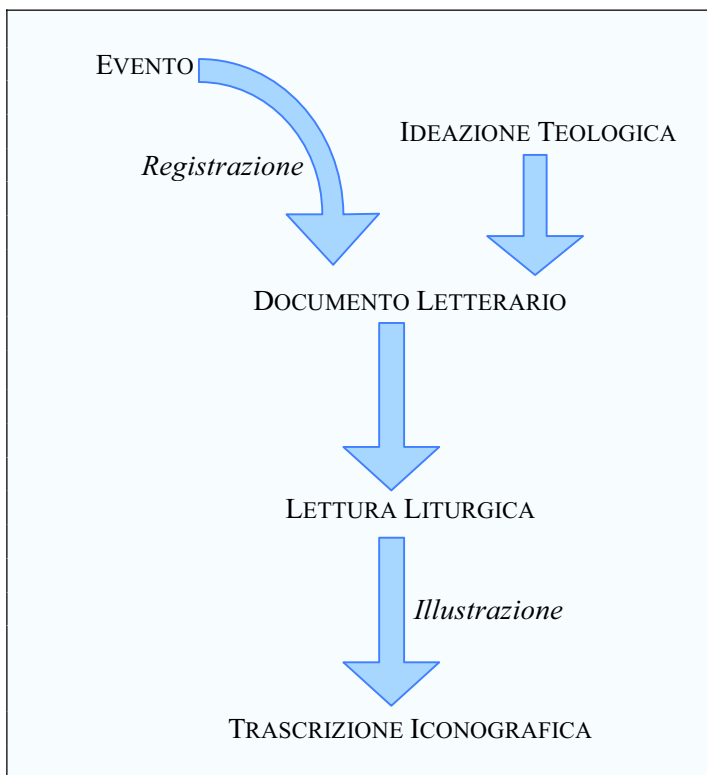 EVENTO
IDEAZIONE TEOLOGICA
Registrazione
DOCUMENTO LETTERARIO
LETTURA LITURGICA
Illustrazione
TRASCRIZIONE ICONOGRAFICA